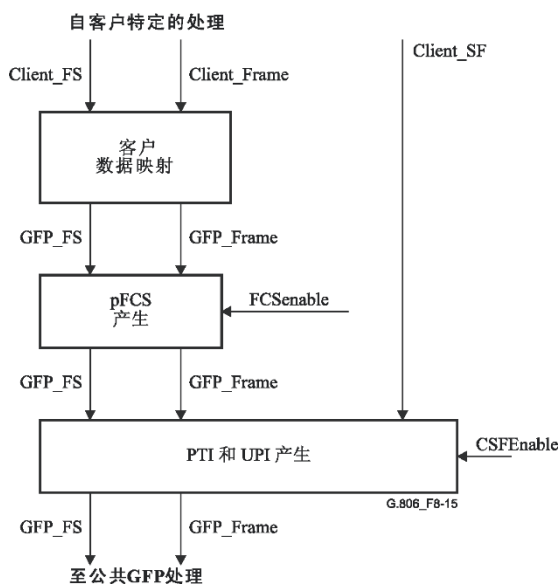 自客户特定的处理
Client_FS
Client_Frame
Client_SF
客户
数据映射
GFP_FS
GFP_Frame
pFCS
产生
FCSenable
GFP_FS
GFP_Frame
PTI 和 UPI 产生
CSFEnable
G.806_F8-15
GFP_FS
GFP_Frame
至公共GFP处理